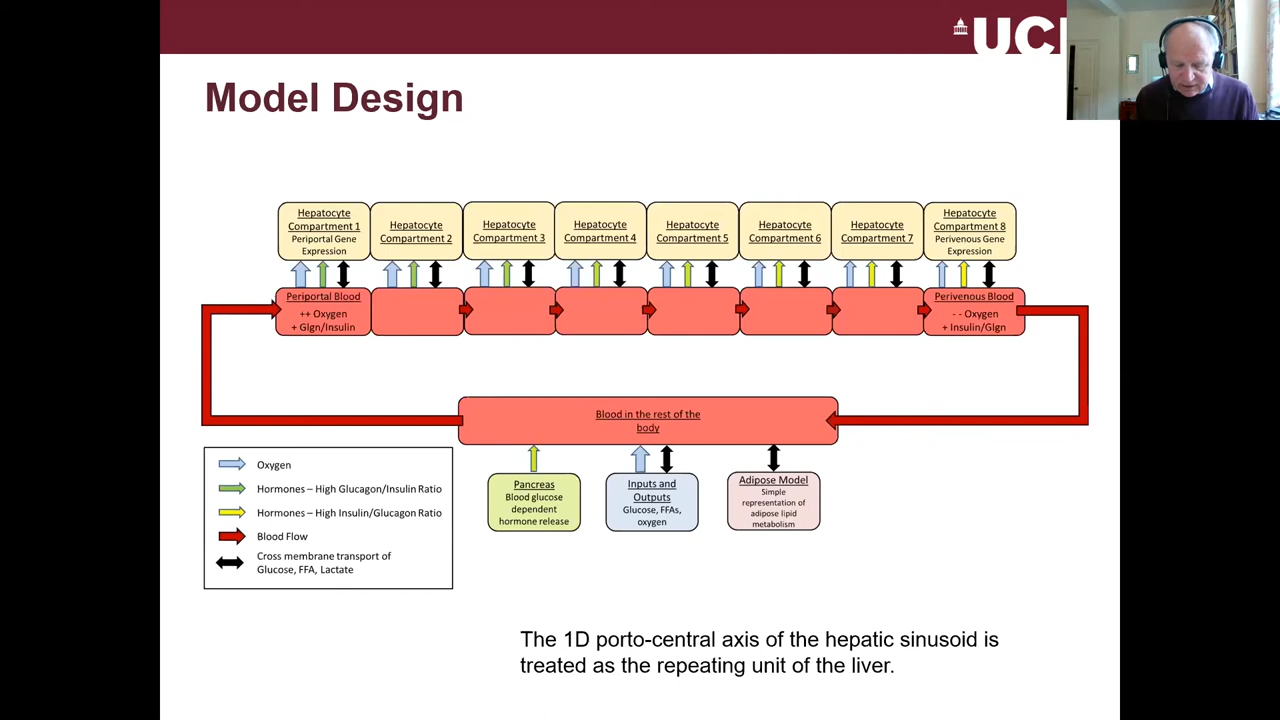 UCL
Model Design
Hepatocyte
Compartment 1
Periportal Gene
Expression
Hepatocyte
Compartment 2
Hepatocyte
Compartment 3
Hepatocyte
Compartment 4
Hepatocyte
Compartment 5
Hepatocyte
Compartment 6
Hepatocyte
Compartment 7
Hepatocyte
Compartment 8
Perivenous Gene
Expression
Periportal Blood
++ Oxygen
+ Glgn/Insulin
Perivenous Blood
- - Oxygen
+ Insulin/Glgn
Blood in the rest of the
body
Pancreas
Blood glucose
dependent
hormone release
Inputs and
Outputs
Glucose, FFAs,
oxygen
Adipose Model
Simple
representation of
adipose lipid
metabolism
Oxygen
Hormones – High Glucagon/Insulin Ratio
Hormones – High Insulin/Glucagon Ratio
Blood Flow
Cross membrane transport of
Glucose, FFA, Lactate
The 1D porto-central axis of the hepatic sinusoid is
treated as the repeating unit of the liver.